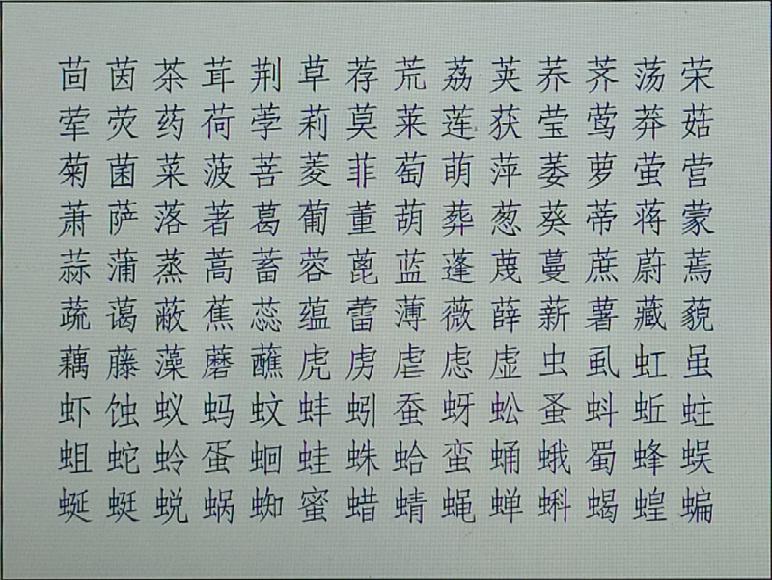 茴茵茶茸荆草荐荒荔荚荞荠荡荣
荤荧药荷荸莉莫莱莲获莹莺莽菇
菊菌菜菠菩菱菲萄萌萍萎萝萤营
萧萨落著葛葡董葫葬葱葵蒂蒋蒙
蒜蒲蒸蒿蓄蓉蓖蓝蓬蔑蔓蔗蔚蔫
蔬蔼蔽蕉蕊蕴蕾薄薇薛薪薯藏藐
藕藤藻蘑蘸虎虏虐虑虚虫虱虹虽
虾蚀蚁蚂蚊蚌蚓蚕蚜蚣蚤蚪蚯蛀
蛆蛇蛉蛋蛔蛙蛛蛤蛮蛹蛾蜀蜂蜈
蜒蜓蜕蜗蜘蜜蜡蜻蝇蝉蝌蝎蝗蝙